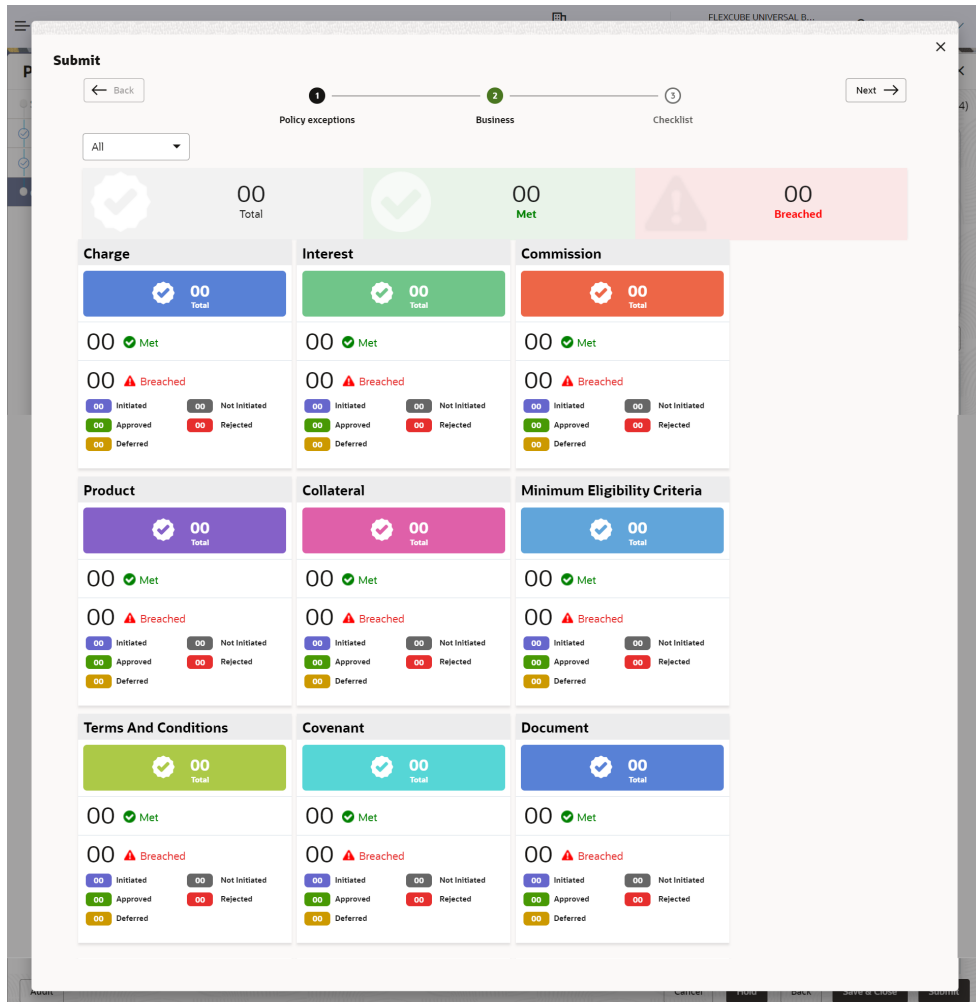 FLEXCUBE UNIVERSAL B...
Submit
Back
1
2
3
Next
Policy exceptions
Business
Checklist
All
00
00
00
Total
Met
Breached
Charge
Interest
Commission
00
00
00
Total
Total
Total
00 Met
00 Met
00 Met
00 Breached
00 Breached
00 Breached
00 Initiated 00 Not Initiated
00 Initiated 00 Not Initiated
00 Initiated 00 Not Initiated
00 Approved 00 Rejected
00 Approved 00 Rejected
00 Approved 00 Rejected
00 Deferred
00 Deferred
00 Deferred
Product
Collateral
Minimum Eligibility Criteria
00
00
00
Total
Total
Total
00 Met
00 Met
00 Met
00 Breached
00 Breached
00 Breached
00 Initiated 00 Not Initiated
00 Initiated 00 Not Initiated
00 Initiated 00 Not Initiated
00 Approved 00 Rejected
00 Approved 00 Rejected
00 Approved 00 Rejected
00 Deferred
00 Deferred
00 Deferred
Terms And Conditions
Covenant
Document
00
00
00
Total
Total
Total
00 Met
00 Met
00 Met
00 Breached
00 Breached
00 Breached
00 Initiated 00 Not Initiated
00 Initiated 00 Not Initiated
00 Initiated 00 Not Initiated
00 Approved 00 Rejected
00 Approved 00 Rejected
00 Approved 00 Rejected
00 Deferred
00 Deferred
00 Deferred
Audit
Cancel
Hold
Back
Save & Close
Submit